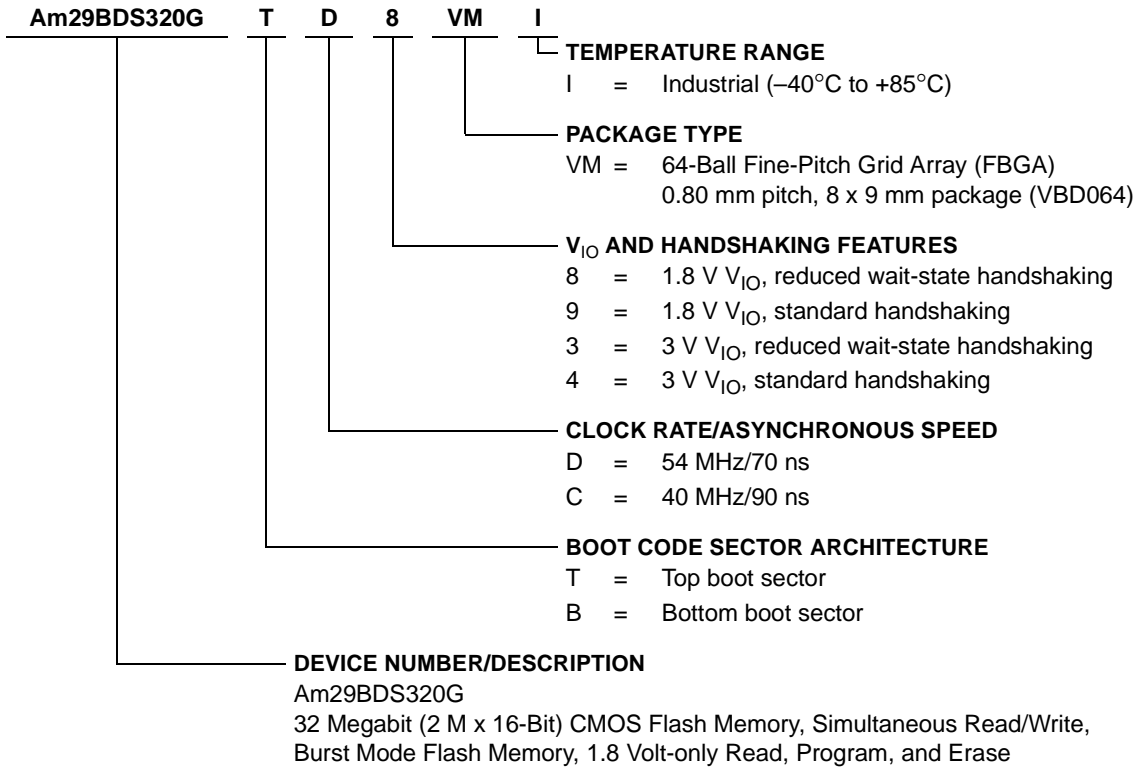 Am29BDS320G T D 8 VM I
TEMPERATURE RANGE
I = Industrial (–40°C to +85°C)
PACKAGE TYPE
VM = 64-Ball Fine-Pitch Grid Array (FBGA)
0.80 mm pitch, 8 x 9 mm package (VBD064)
VIO AND HANDSHAKING FEATURES
8 = 1.8 V VIO, reduced wait-state handshaking
9 = 1.8 V VIO, standard handshaking
3 = 3 V VIO, reduced wait-state handshaking
4 = 3 V VIO, standard handshaking
CLOCK RATE/ASYNCHRONOUS SPEED
D = 54 MHz/70 ns
C = 40 MHz/90 ns
BOOT CODE SECTOR ARCHITECTURE
T = Top boot sector
B = Bottom boot sector
DEVICE NUMBER/DESCRIPTION
Am29BDS320G
32 Megabit (2 M x 16-Bit) CMOS Flash Memory, Simultaneous Read/Write,
Burst Mode Flash Memory, 1.8 Volt-only Read, Program, and Erase